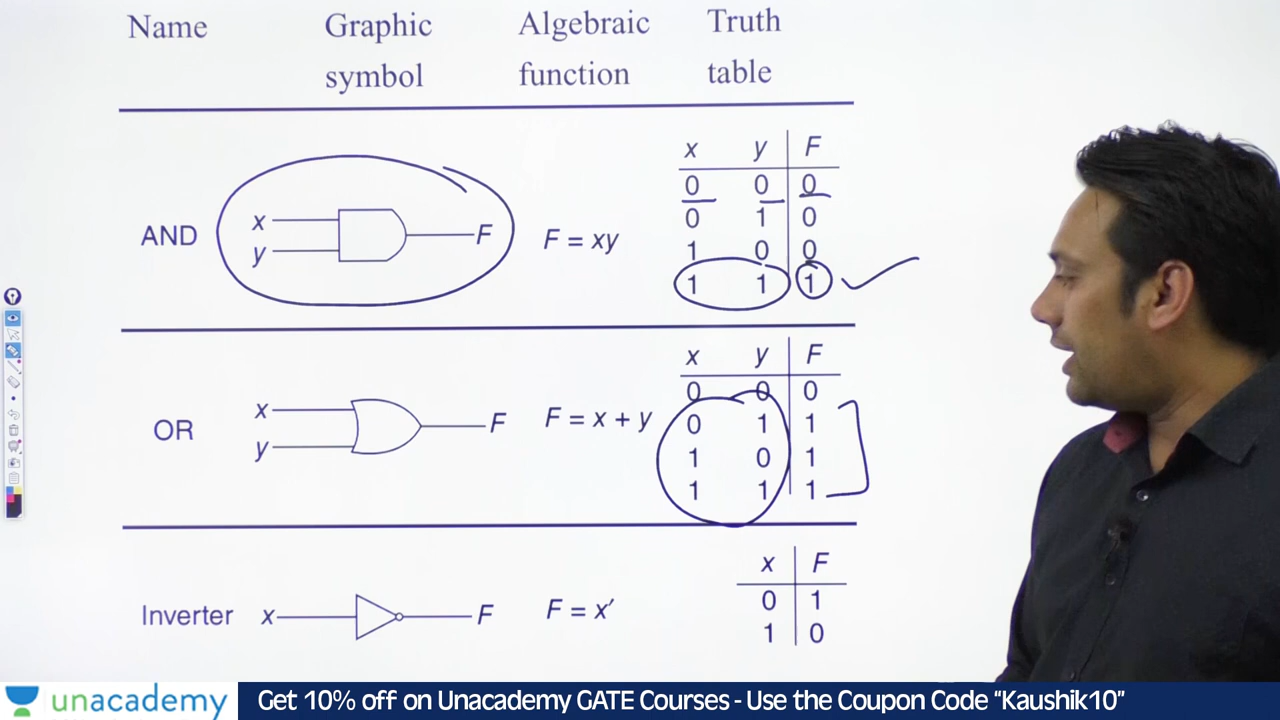 Name Graphic symbol Algebraic function Truth table
AND x y F F = xy
x y F
0 0 0
0 1 0
1 0 0
1 1 1
OR x y F F = x + y
x y F
0 0 0
0 1 1
1 0 1
1 1 1
Inverter x F F = x′
x F
0 1
1 0
unacademy
Get 10% off on Unacademy GATE Courses - Use the Coupon Code “Kaushik10”